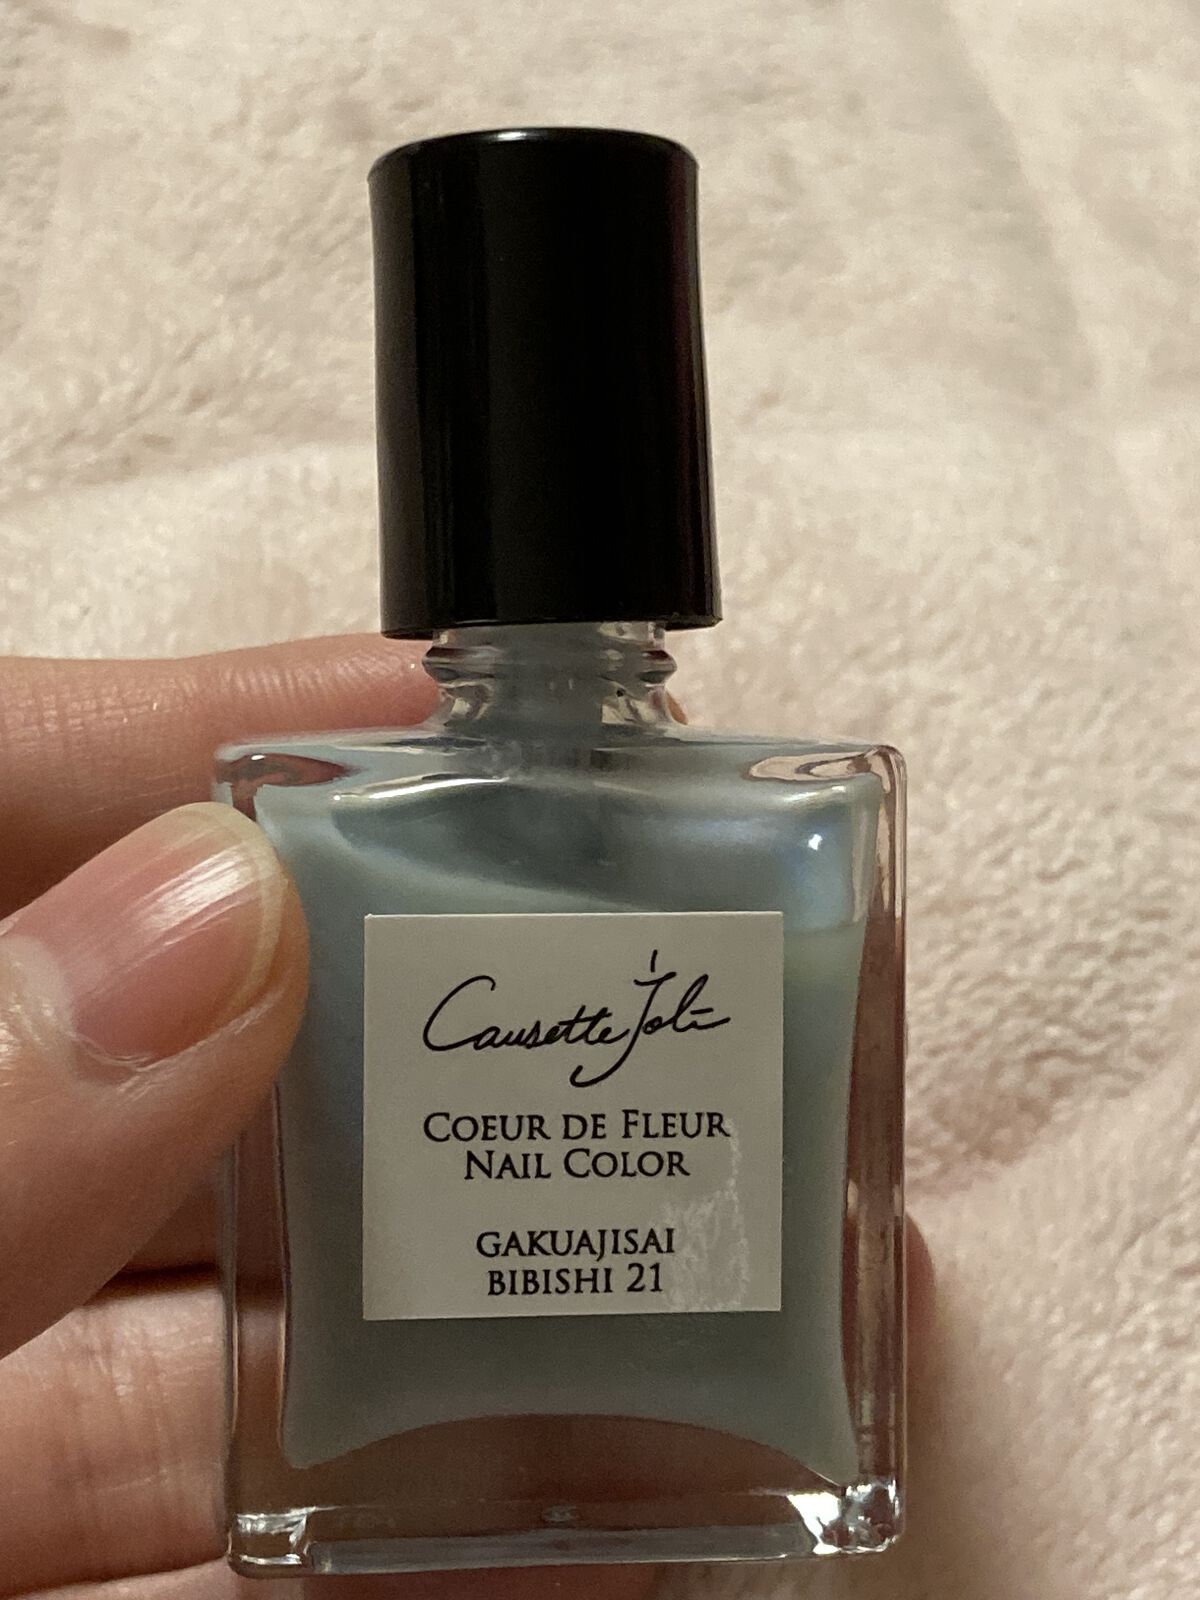 Causette Joli
COEUR DE FLEUR
NAIL COLOR
GAKUAJISAI
BIBISHI 21